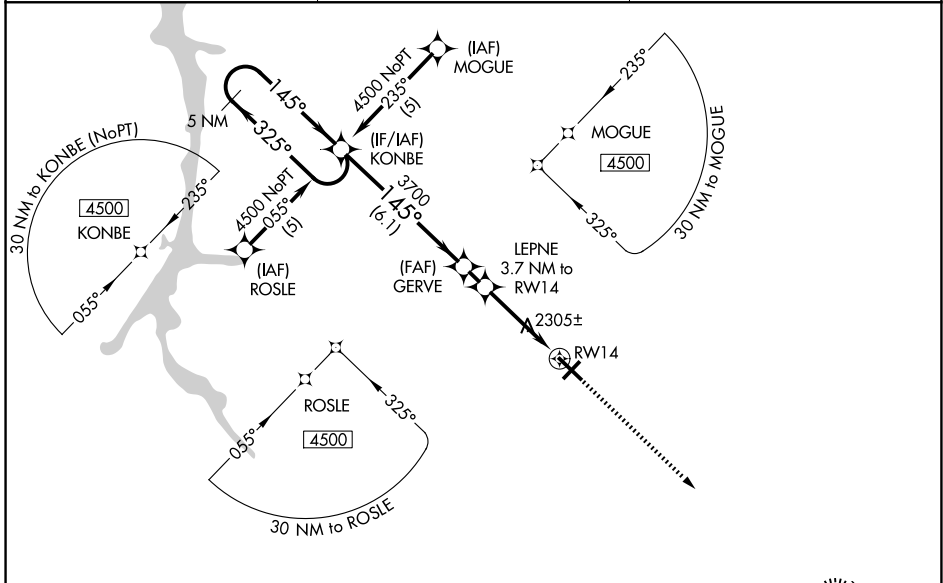 (IAF)
MOGUE
4500 NoPT
235°
(5)
145°
5 NM
325°
(IF/IAF)
KONBE
30 NM to KONBE (NoPT)
4500
KONBE
235°
055°
4500 NoPT
055°
(5)
(IAF)
ROSLE
3700
145°
(6.1)
(FAF)
GERVE
LEPNE
3.7 NM to
RW14
2305±
RW14
235°
MOGUE
4500
325°
30 NM to MOGUE
ROSLE
4500
055°
325°
30 NM to ROSLE